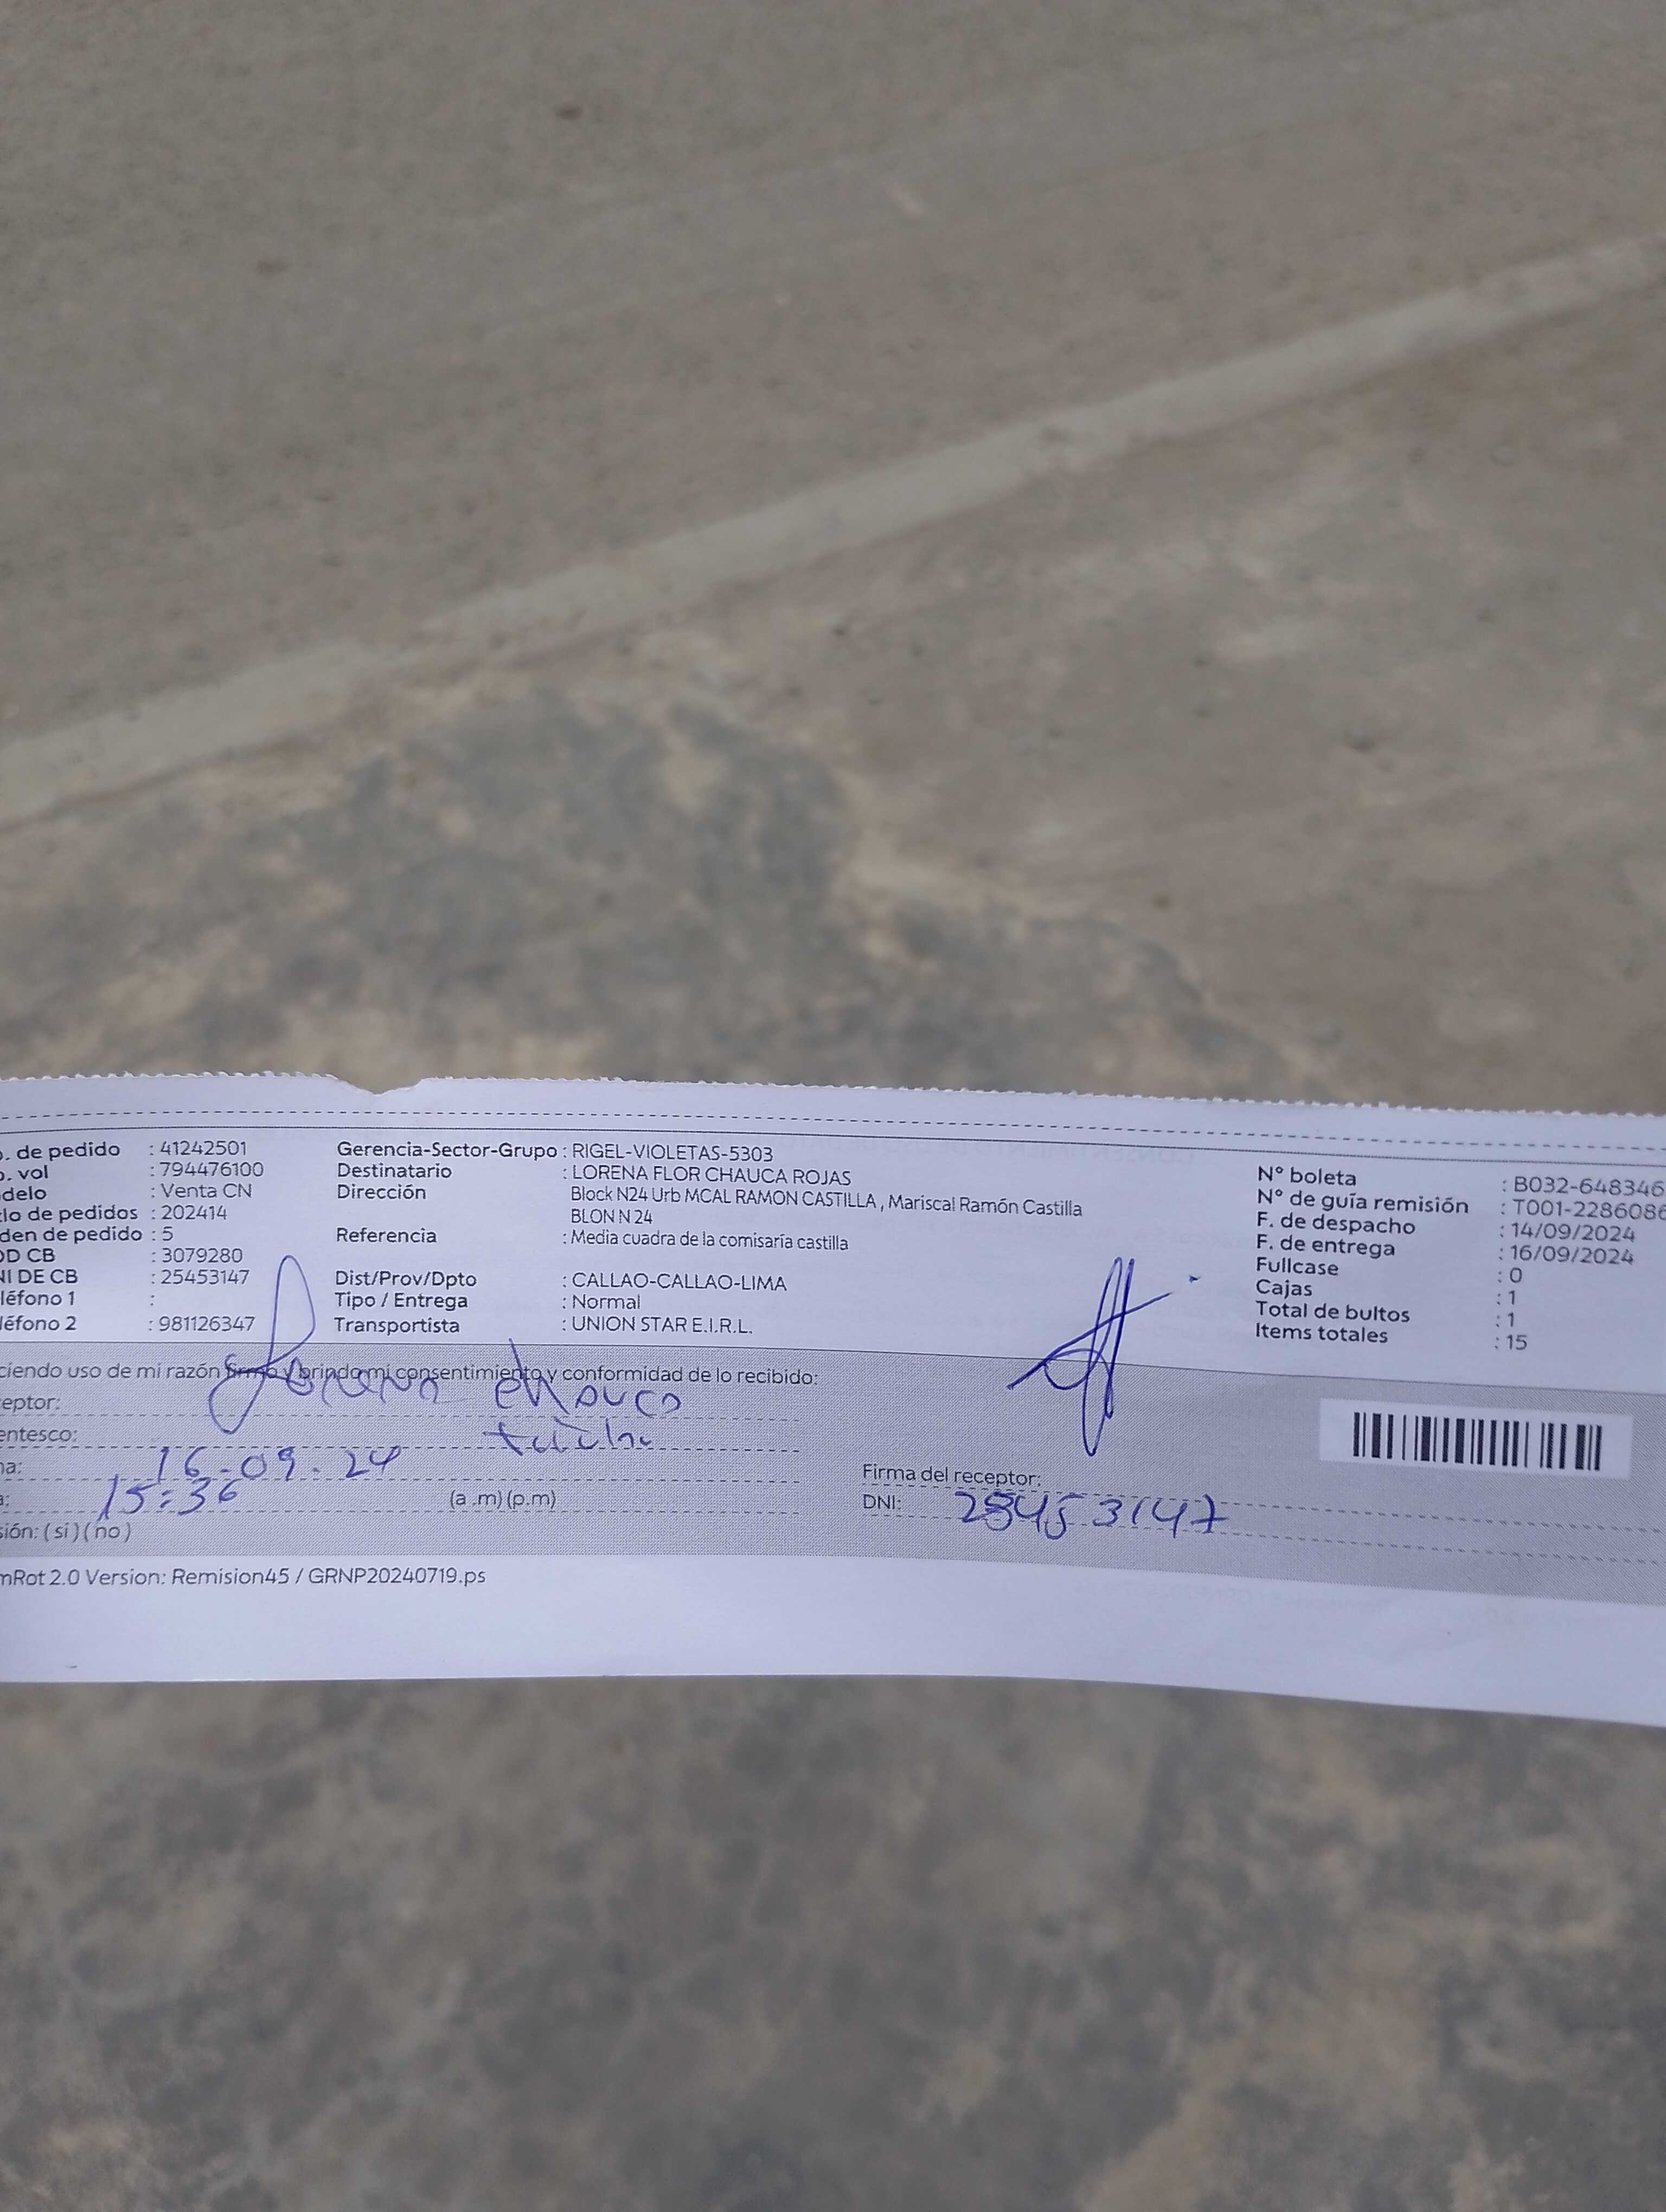 . de pedido : 41242501
. vol : 794476100
delo : Venta CN
lo de pedidos : 202414
den de pedido : 5
D CB : 3079280
NI DE CB : 25453147
léfono 1 :
léfono 2 : 981126347
Gerencia-Sector-Grupo : RIGEL-VIOLETAS-5303
Destinatario : LORENA FLOR CHAUCA ROJAS
Dirección Block N24 Urb MCAL RAMON CASTILLA , Mariscal Ramón Castilla
BLON N 24
Referencia : Media cuadra de la comisaría castilla
Dist/Prov/Dpto : CALLAO-CALLAO-LIMA
Tipo / Entrega : Normal
Transportista : UNION STAR E.I.R.L.
N° boleta : B032-648346
N° de guía remisión : T001-2286086
F. de despacho : 14/09/2024
F. de entrega : 16/09/2024
Fullcase : 0
Cajas : 1
Total de bultos : 1
Items totales : 15
ciendo uso de mi razón firmo y brindo mi consentimiento y conformidad de lo recibido:
eptor: Lorena chauca
entesco:
na: 16-09-24
a: 15:36 (a .m) (p.m)
sión: ( si ) ( no )
Firma del receptor:
DNI: 25453147
mRot 2.0 Version: Remision45 / GRNP20240719.ps